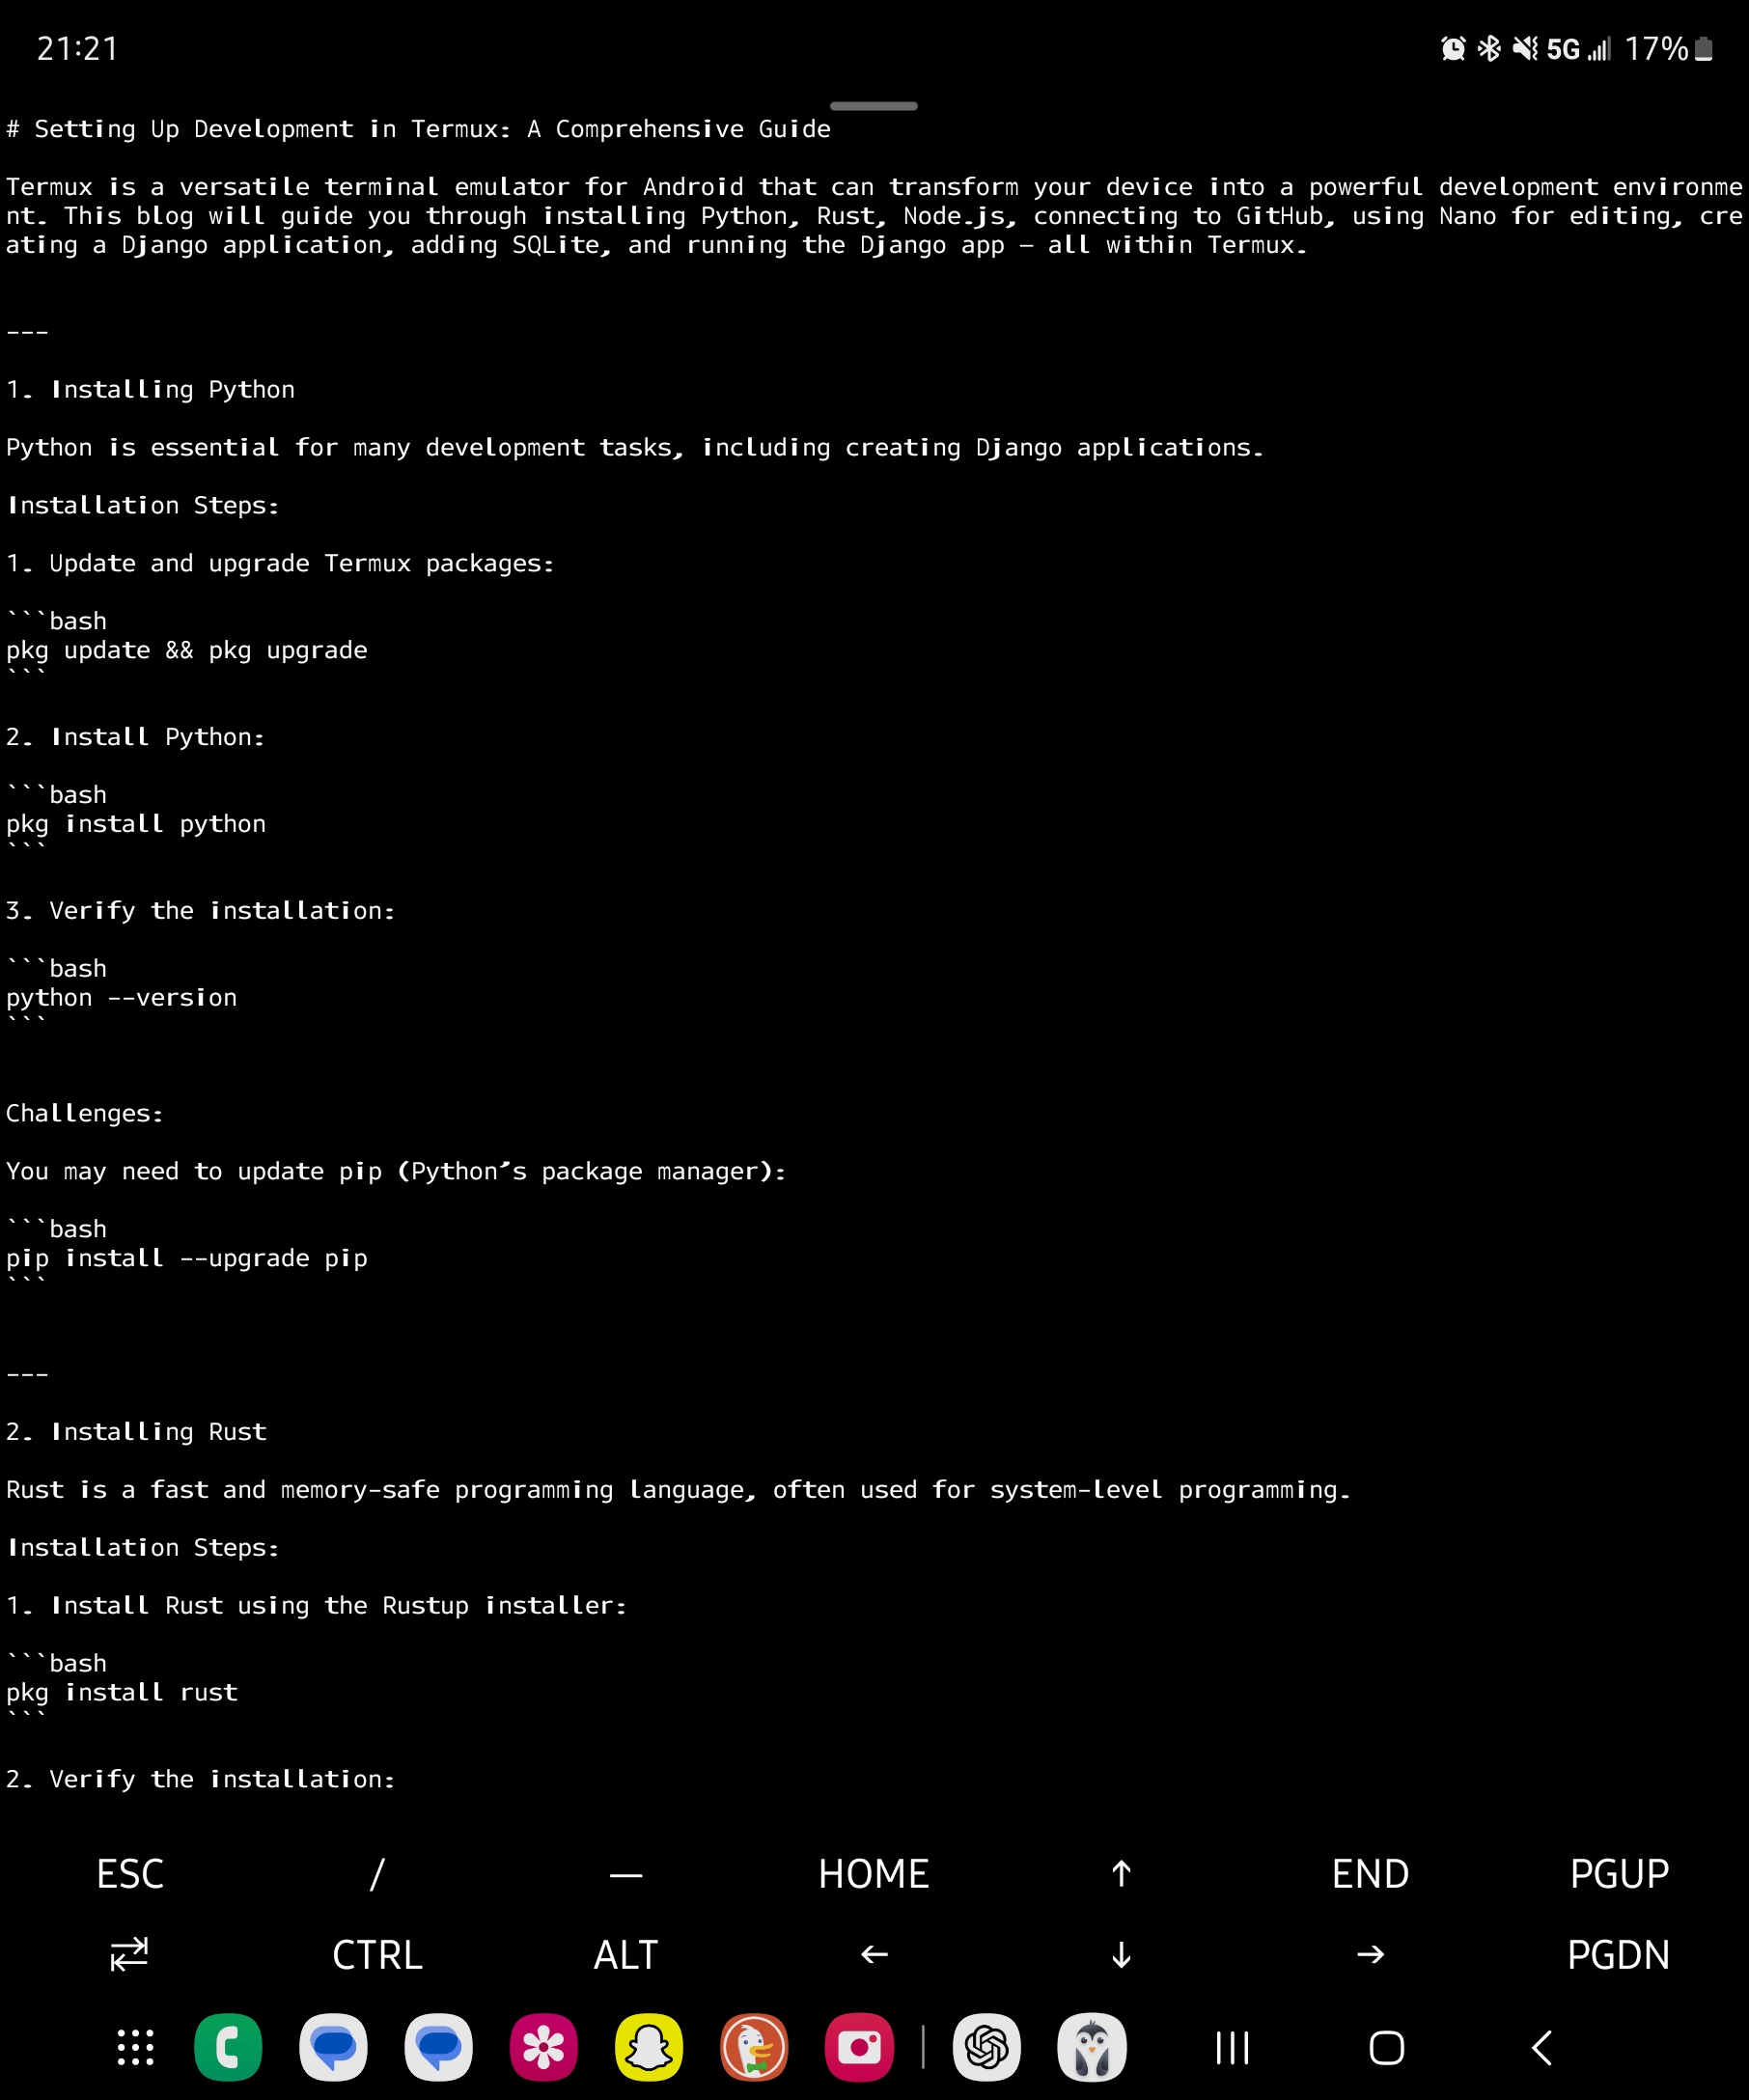 21:21
5G 17%
# Setting Up Development in Termux: A Comprehensive Guide
Termux is a versatile terminal emulator for Android that can transform your device into a powerful development environme
nt. This blog will guide you through installing Python, Rust, Node.js, connecting to GitHub, using Nano for editing, cre
ating a Django application, adding SQLite, and running the Django app — all within Termux.
---
1. Installing Python
Python is essential for many development tasks, including creating Django applications.
Installation Steps:
1. Update and upgrade Termux packages:
```bash
pkg update && pkg upgrade
```
2. Install Python:
```bash
pkg install python
```
3. Verify the installation:
```bash
python --version
```
Challenges:
You may need to update pip (Python’s package manager):
```bash
pip install --upgrade pip
```
---
2. Installing Rust
Rust is a fast and memory-safe programming language, often used for system-level programming.
Installation Steps:
1. Install Rust using the Rustup installer:
```bash
pkg install rust
```
2. Verify the installation:
ESC / — HOME ↑ END PGUP
CTRL ALT ← ↓ → PGDN